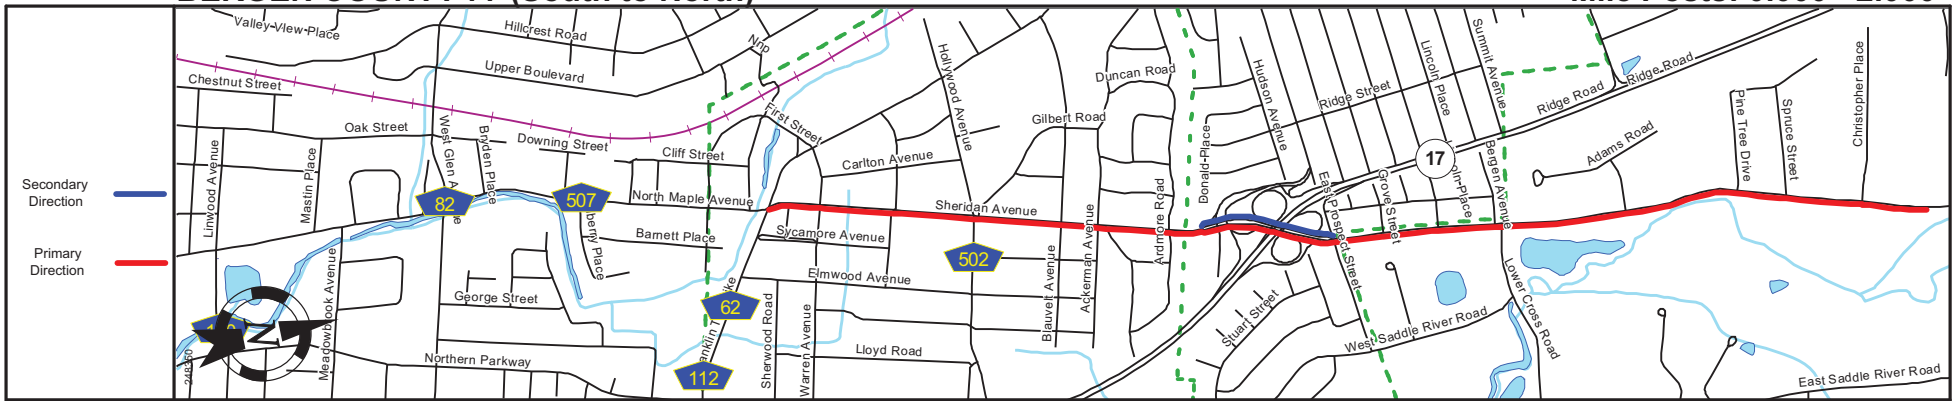 Secondary
Direction
Primary
Direction
Valley View Place
Hillcrest Road
Upper Boulevard
Chestnut Street
Oak Street
Linwood Avenue
Mastin Place
West Glen
Bryden Place
Downing Street
Cliff Street
Nnp
First Street
Carlton Avenue
Hollywood Avenue
Gilbert Road
Duncan Road
Donald Place
Hudson Avenue
Ridge Street
Lincoln Place
Summit Avenue
Ridge Road
Ridge Road
17
Bergen Avenue
Adams Road
Pine Tree Drive
Spruce Street
Christopher Place
82
507
North Maple Avenue
Sheridan Avenue
Barnett Place
Sycamore Avenue
502
Elmwood Avenue
Ackerman Avenue
Blauvelt Avenue
Ardmore Road
East Prospect Street
Grove Street
62
George Street
Meadowbrook Avenue
Northern Parkway
112
Sherwood Road
Warren Avenue
Lloyd Road
Stuart Street
West Saddle River Road
Lower Cross Road
East Saddle River Road
N